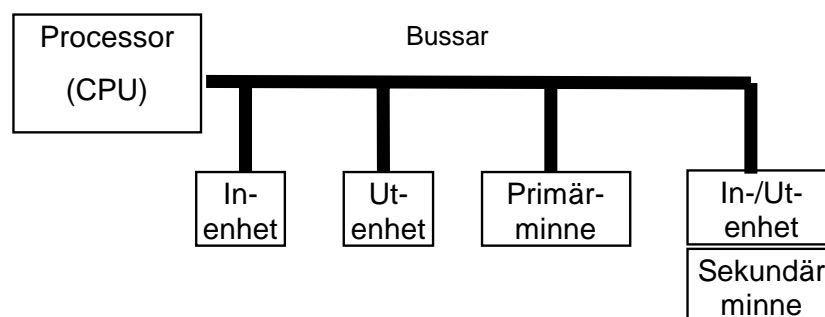 Processor
(CPU)
Bussar
In-
enhet
Ut-
enhet
Primär-
minne
In-/Ut-
enhet
Sekundär
minne